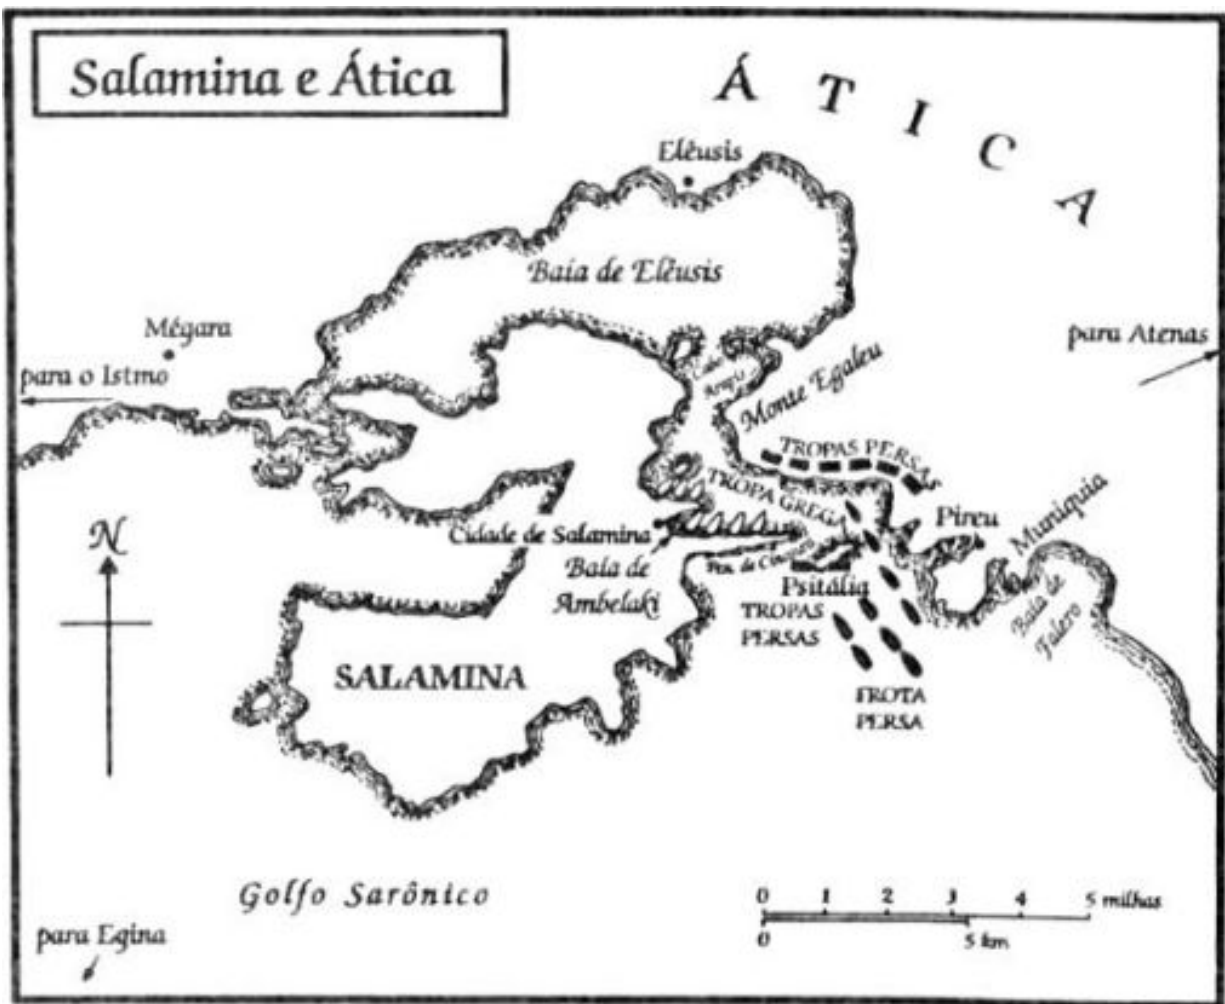 Salamina e Ática
ÁTICA
Elêusis
Baía de Elêusis
Mégara
para o Istmo
para Atenas
Monte Egaleu
TROPAS PERSAS
TROPA GREGA
Pireu
Muníquia
N
Cidade de Salamina
Baía de
Ambelaki
Psitália
TROPAS
PERSAS
Baía de
Falero
SALAMINA
FROTA
PERSA
Golfo Sarônico
para Egina
0 1 2 3 4 5 milhas
0 5 km